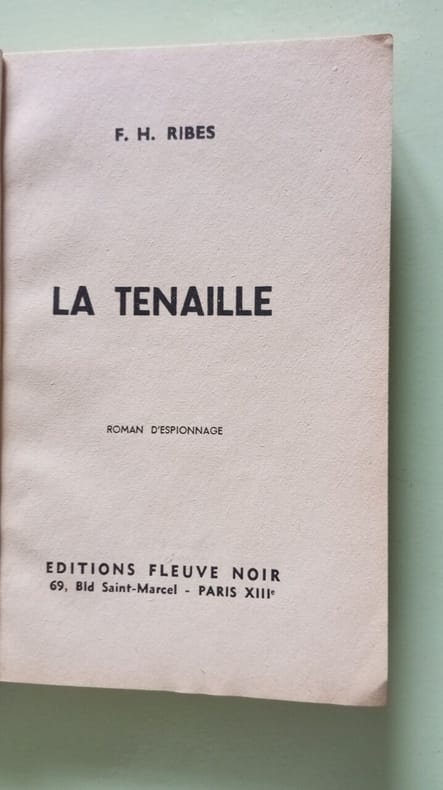 F. H. RIBES
LA TENAILLE
ROMAN D'ESPIONNAGE
EDITIONS FLEUVE NOIR
69, Bld Saint-Marcel - PARIS XIIIᵉ